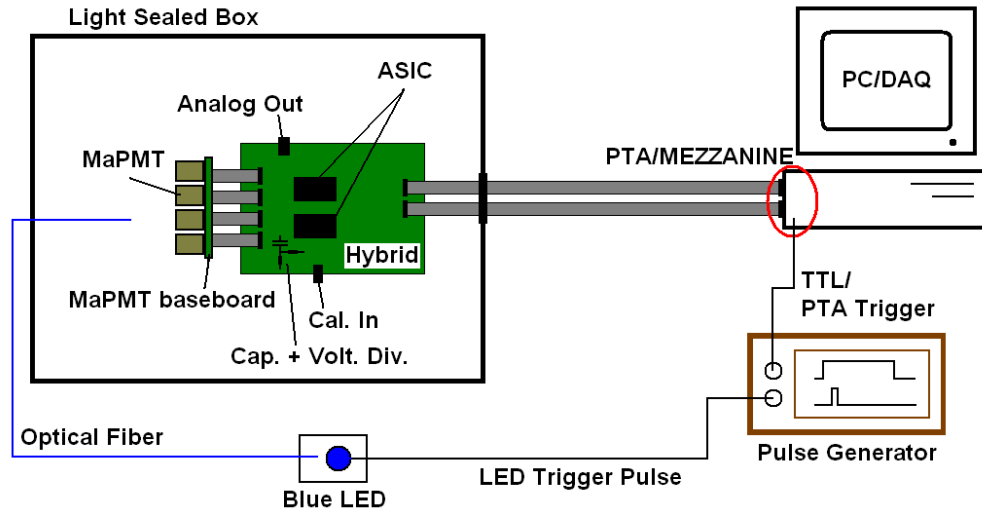 Light Sealed Box
ASIC
PC/DAQ
Analog Out
MaPMT
PTA/MEZZANINE
Hybrid
MaPMT baseboard
TTL/
PTA Trigger
Cal. In
Cap. + Volt. Div.
Optical Fiber
Pulse Generator
LED Trigger Pulse
Blue LED